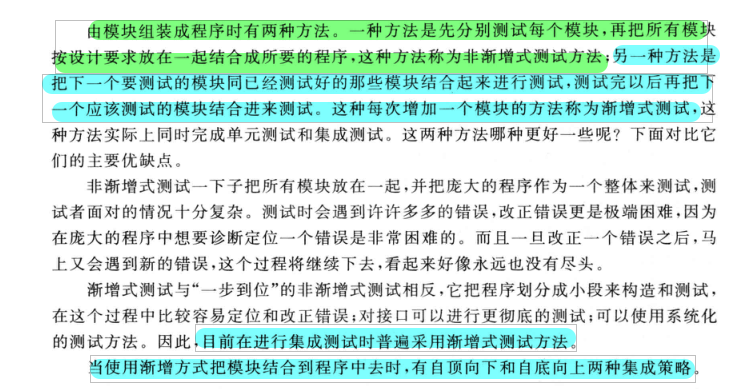 由模块组装成程序时有两种方法。一种方法是先分别测试每个模块,再把所有模块
按设计要求放在一起结合成所要的程序,这种方法称为非渐增式测试方法;另一种方法是
把下一个要测试的模块同已经测试好的那些模块结合起来进行测试,测试完以后再把下
一个应该测试的模块结合进来测试。这种每次增加一个模块的方法称为渐增式测试,这
种方法实际上同时完成单元测试和集成测试。这两种方法哪种更好一些呢?下面对比它
们的主要优缺点。
非渐增式测试一下子把所有模块放在一起,并把庞大的程序作为一个整体来测试,测
试者面对的情况十分复杂。测试时会遇到许许多多的错误,改正错误更是极端困难,因为
在庞大的程序中想要诊断定位一个错误是非常困难的。而且一旦改正一个错误之后,马
上又会遇到新的错误,这个过程将继续下去,看起来好像永远也没有尽头。
渐增式测试与“一步到位”的非渐增式测试相反,它把程序划分成小段来构造和测试,
在这个过程中比较容易定位和改正错误;对接口可以进行更彻底的测试;可以使用系统化
的测试方法。因此,目前在进行集成测试时普遍采用渐增式测试方法。
当使用渐增方式把模块结合到程序中去时,有自顶向下和自底向上两种集成策略。